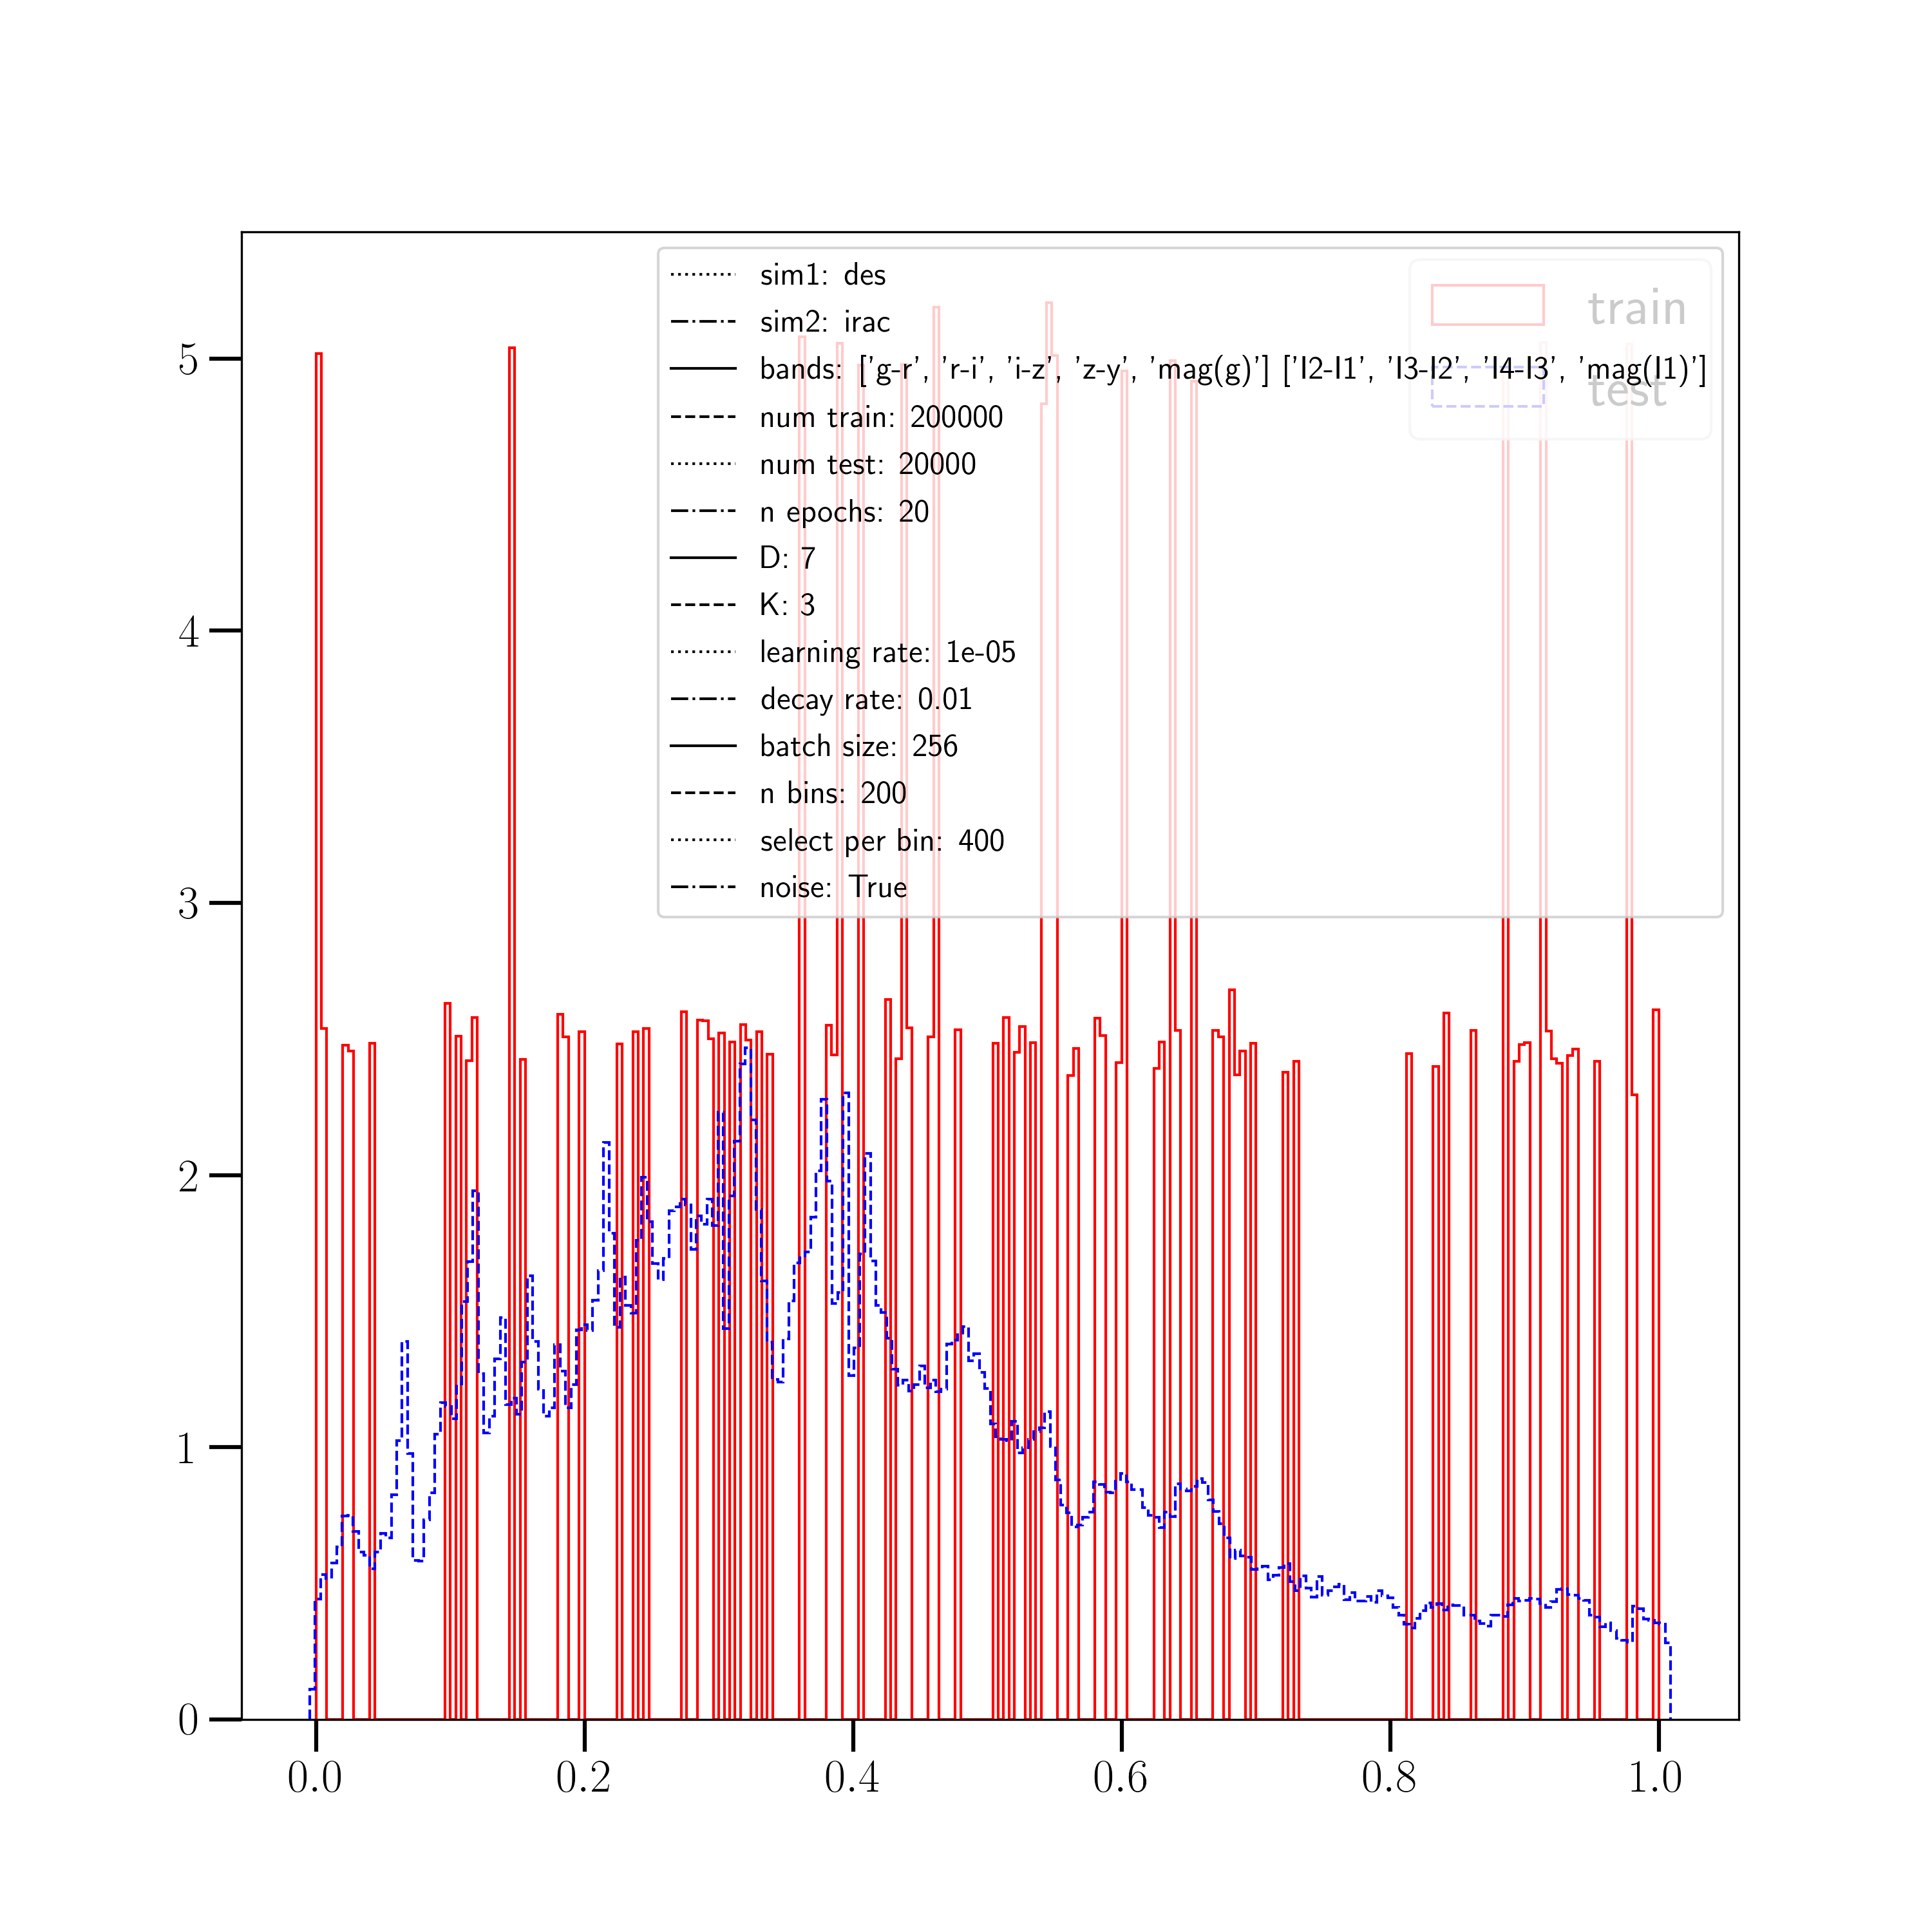 sim1: des
sim2: irac
bands: ['g-r', 'r-i', 'i-z', 'z-y', 'mag(g)'] ['I2-I1', 'I3-I2', 'I4-I3', 'mag(I1)']
num train: 200000
num test: 20000
n epochs: 20
D: 7
K: 3
learning rate: 1e-05
decay rate: 0.01
batch size: 256
n bins: 200
select per bin: 400
noise: True
train
test
5
4
3
2
1
0
0.0 0.2 0.4 0.6 0.8 1.0